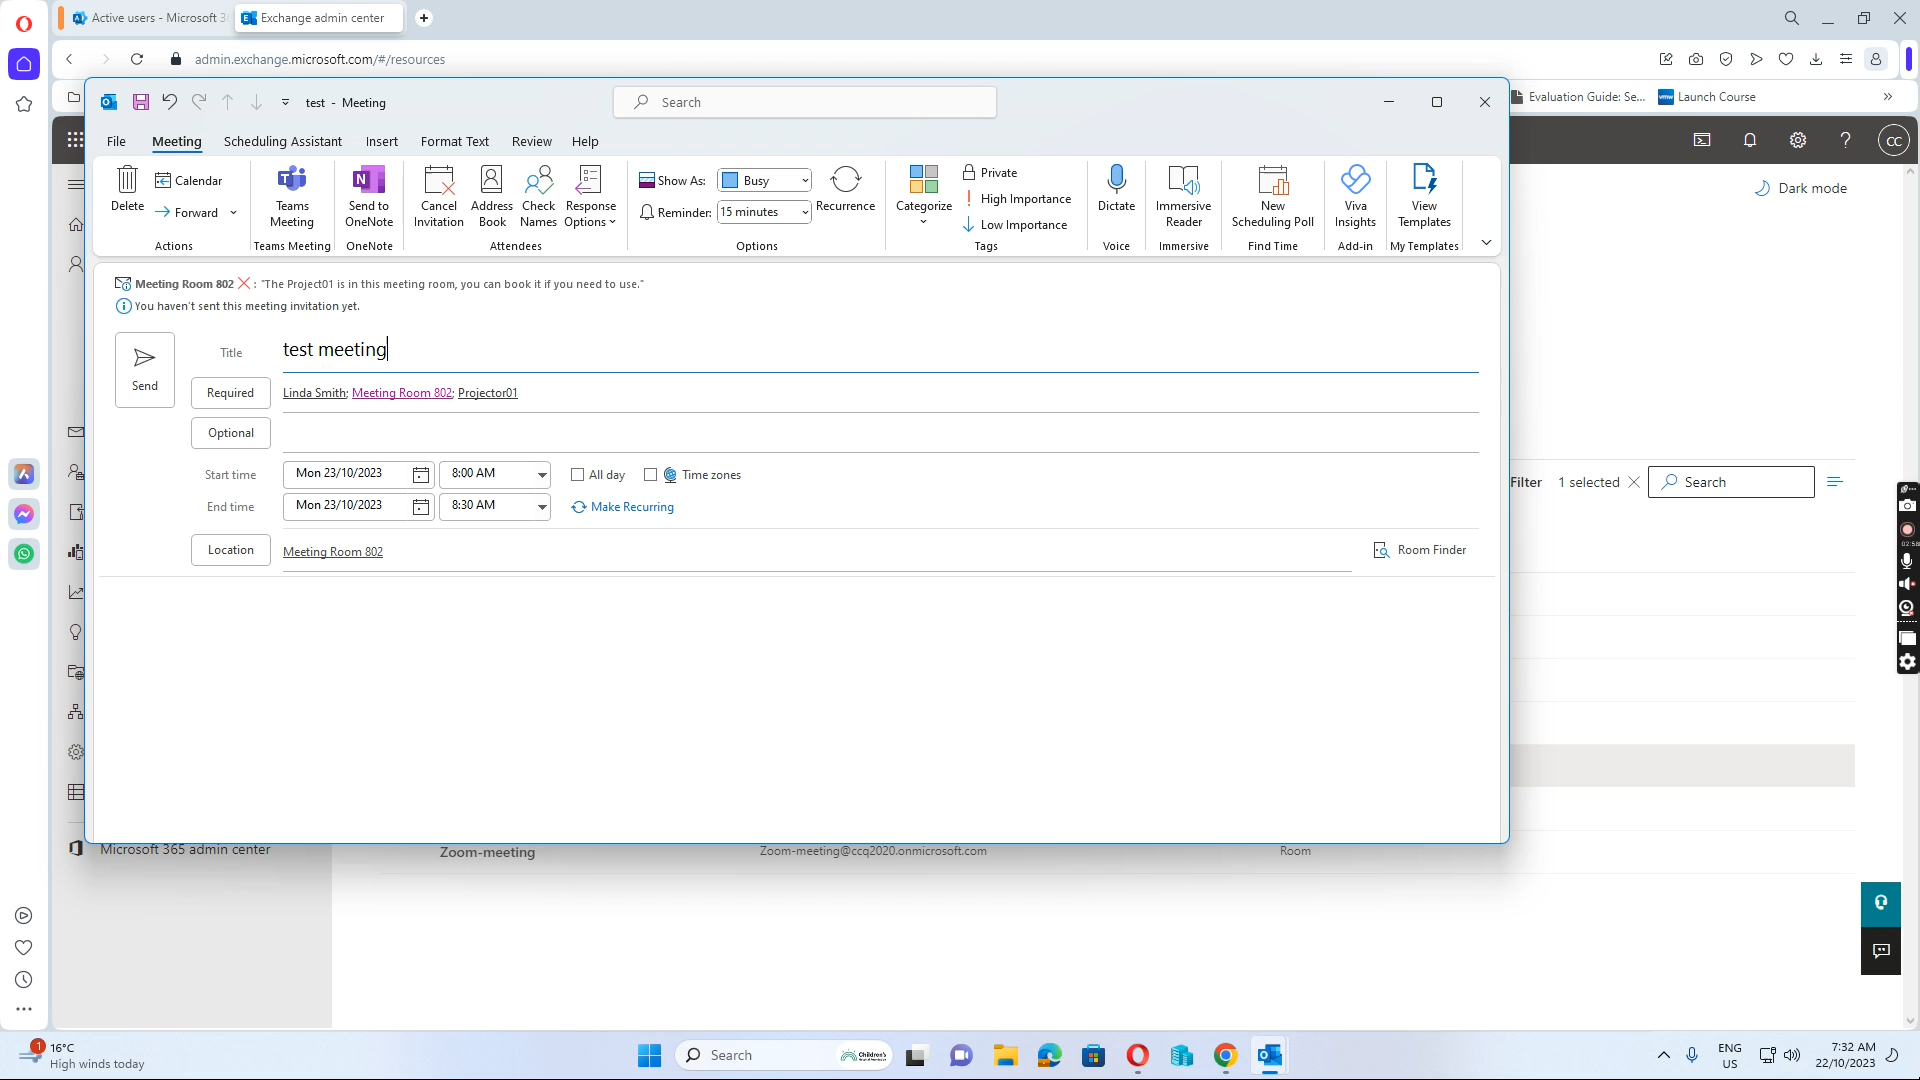 Active users - Microsoft 3
Exchange admin center
admin.exchange.microsoft.com/#/resources
Evaluation Guide: Se...
Launch Course
test - Meeting
Search
File Meeting Scheduling Assistant Insert Format Text Review Help
CC
Dark mode
Delete
Calendar
Forward
Actions
Teams
Meeting
Teams Meeting
Send to
OneNote
OneNote
Cancel
Invitation
Address
Book
Check
Names
Response
Options
Attendees
Show As: Busy
Reminder: 15 minutes
Recurrence
Options
Categorize
Private
High Importance
Low Importance
Tags
Dictate
Voice
Immersive
Reader
Immersive
New
Scheduling Poll
Find Time
Viva
Insights
Add-in
View
Templates
My Templates
Meeting Room 802 : "The Project01 is in this meeting room, you can book it if you need to use."
You haven't sent this meeting invitation yet.
Send
Title test meeting
Required Linda Smith; Meeting Room 802; Projector01
Optional
Start time Mon 23/10/2023 8:00 AM All day Time zones
End time Mon 23/10/2023 8:30 AM Make Recurring
Location Meeting Room 802 Room Finder
Filter 1 selected Search
02:58
Microsoft 365 admin center
Zoom-meeting Zoom-meeting@ccq2020.onmicrosoft.com Room
1
16°C
High winds today
Search
Children's
ENG
US
7:32 AM
22/10/2023